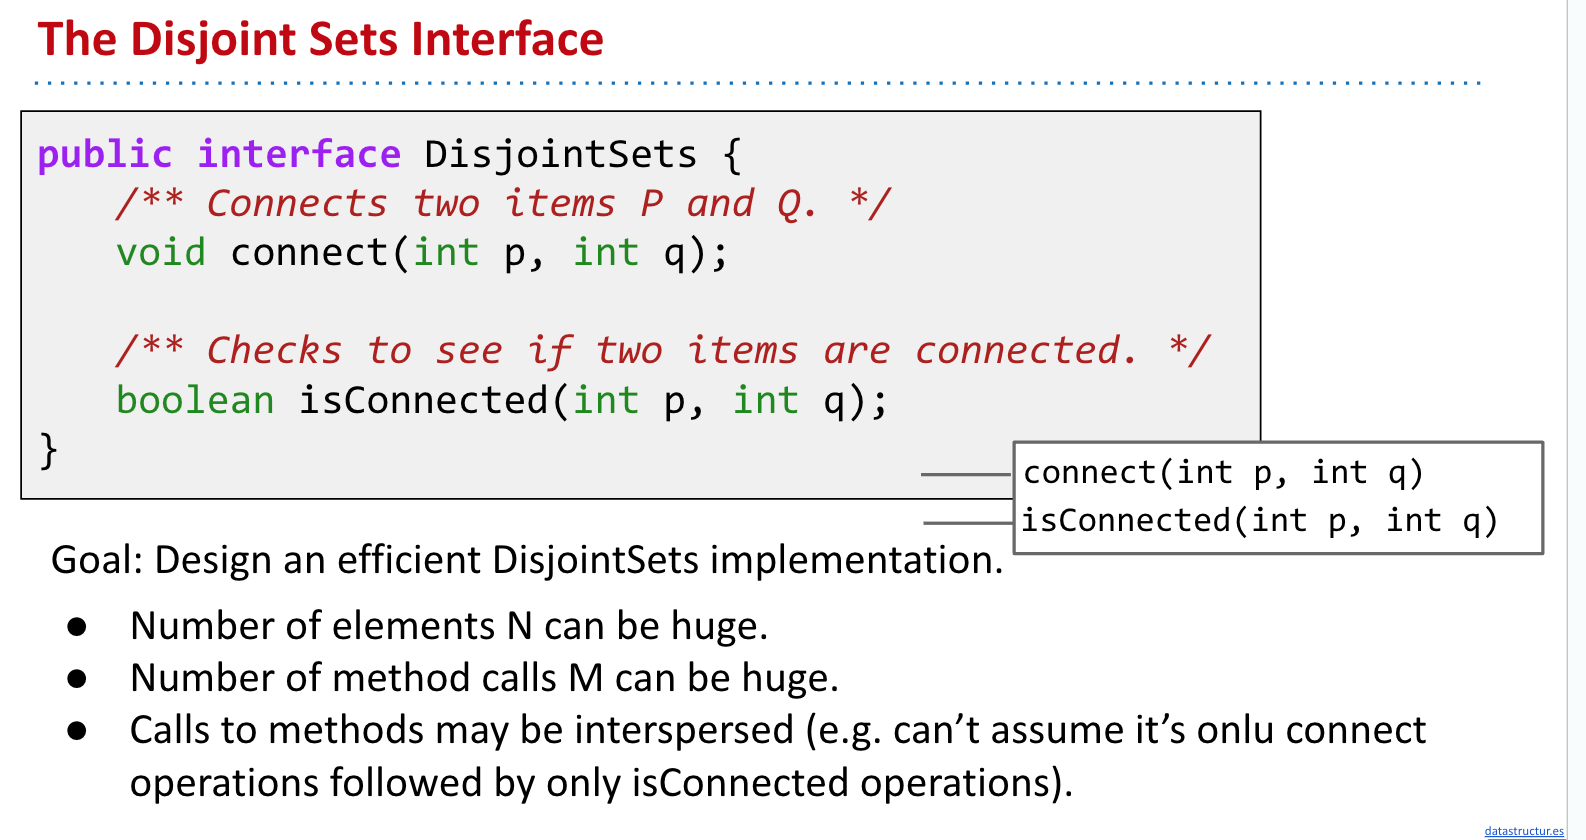 The Disjoint Sets Interface
public interface DisjointSets {
/** Connects two items P and Q. */
void connect(int p, int q);
/** Checks to see if two items are connected. */
boolean isConnected(int p, int q);
}
connect(int p, int q)
isConnected(int p, int q)
Goal: Design an efficient DisjointSets implementation.
● Number of elements N can be huge.
● Number of method calls M can be huge.
● Calls to methods may be interspersed (e.g. can’t assume it’s onlu connect
operations followed by only isConnected operations).
datastructur.es